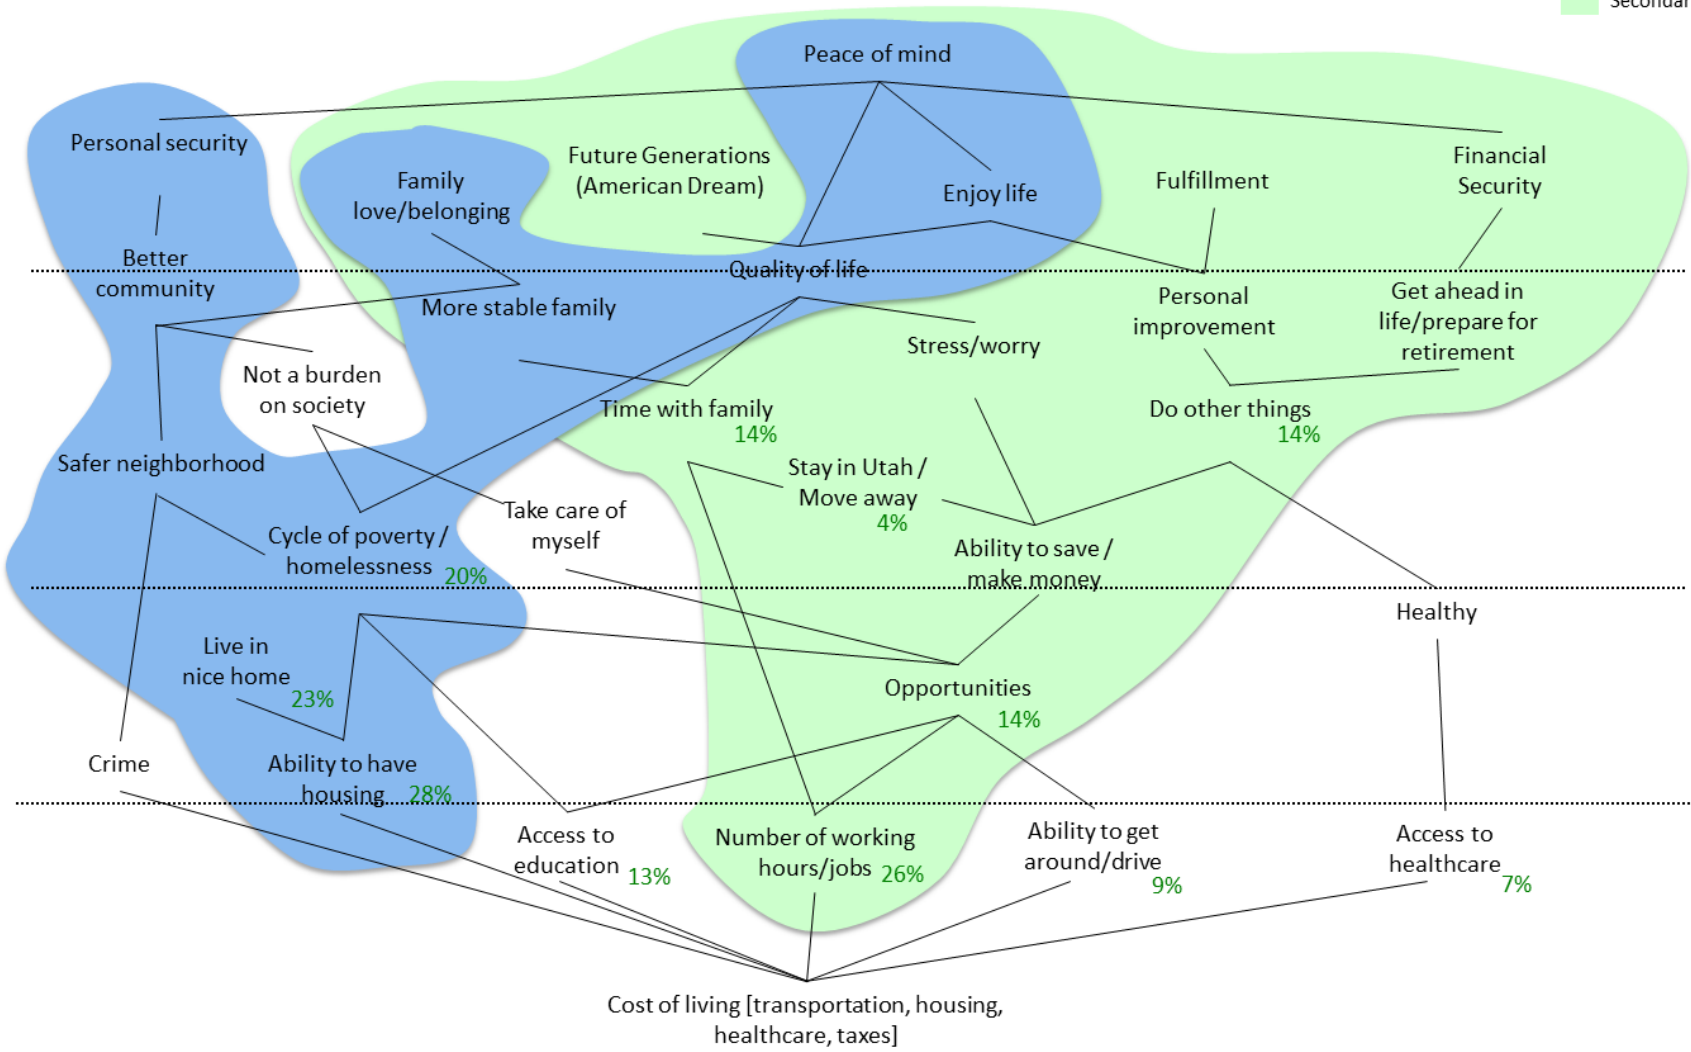 Peace of mind
Personal security
Family
love/belonging
Future Generations
(American Dream)
Enjoy life
Fulfillment
Financial
Security
Better
community
Quality of life
More stable family
Personal
improvement
Get ahead in
life/prepare for
retirement
Stress/worry
Not a burden
on society
Time with family
14%
Do other things
14%
Safer neighborhood
Stay in Utah /
Move away
4%
Cycle of poverty /
homelessness 20%
Take care of
myself
Ability to save /
make money
Healthy
Live in
nice home
23%
Opportunities
14%
Crime
Ability to have
housing 28%
Access to
education 13%
Number of working
hours/jobs 26%
Ability to get
around/drive
9%
Access to
healthcare 7%
Cost of living [transportation, housing,
healthcare, taxes]